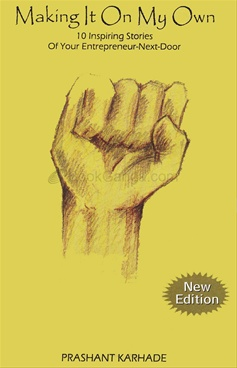 Making It On My Own
10 Inspiring Stories
Of Your Entrepreneur-Next-Door
New
Edition
PRASHANT KARHADE